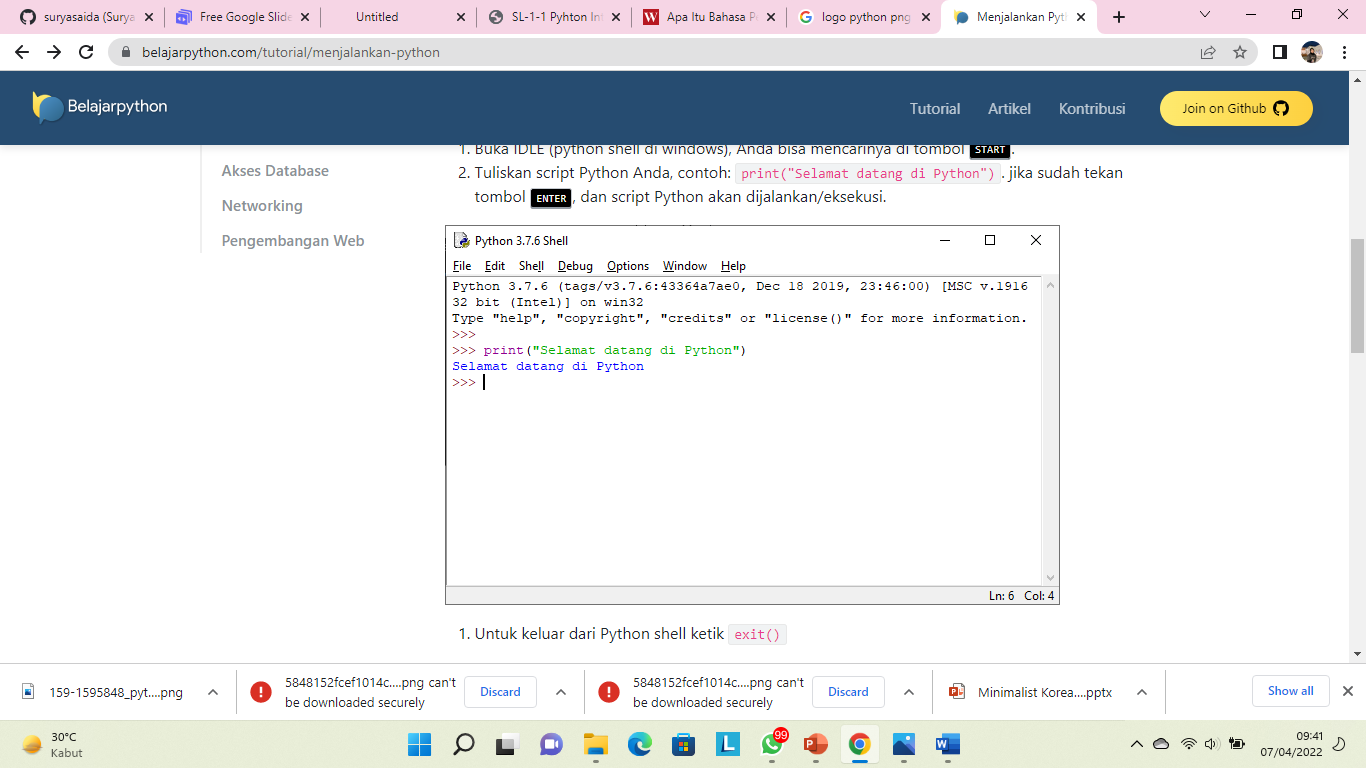 suryasaida (Surya
Free Google Slide
Untitled
SL-1-1 Pyhton Int
Apa Itu Bahasa P
logo python png
Menjalankan Pyth
belajarpython.com/tutorial/menjalankan-python
Belajarpython
Tutorial
Artikel
Kontribusi
Join on Github
Akses Database
Networking
Pengembangan Web
1. Buka IDLE (python shell di windows), Anda bisa mencarinya di tombol START.
2. Tuliskan script Python Anda, contoh: print("Selamat datang di Python"). jika sudah tekan
tombol ENTER, dan script Python akan dijalankan/eksekusi.
Python 3.7.6 Shell
File Edit Shell Debug Options Window Help
Python 3.7.6 (tags/v3.7.6:43364a7ae0, Dec 18 2019, 23:46:00) [MSC v.1916
32 bit (Intel)] on win32
Type "help", "copyright", "credits" or "license()" for more information.
>>>
>>> print("Selamat datang di Python")
Selamat datang di Python
>>>
Ln: 6 Col: 4
1. Untuk keluar dari Python shell ketik exit()
159-1595848_pyt....png
5848152fcef1014c....png can't
be downloaded securely
Discard
5848152fcef1014c....png can't
be downloaded securely
Discard
Minimalist Korea....pptx
Show all
30°C
Kabut
99
09:41
07/04/2022